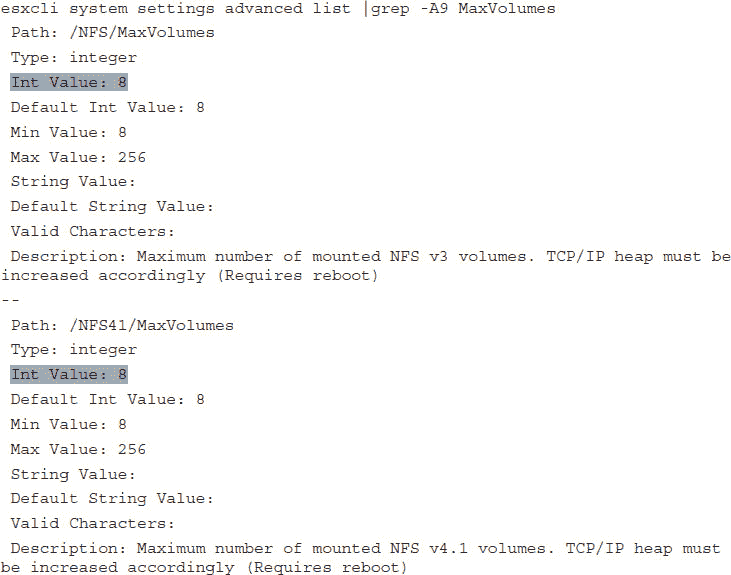 esxcli system settings advanced list |grep -A9 MaxVolumes
Path: /NFS/MaxVolumes
Type: integer
Int Value: 8
Default Int Value: 8
Min Value: 8
Max Value: 256
String Value:
Default String Value:
Valid Characters:
Description: Maximum number of mounted NFS v3 volumes. TCP/IP heap must be
increased accordingly (Requires reboot)
--
Path: /NFS41/MaxVolumes
Type: integer
Int Value: 8
Default Int Value: 8
Min Value: 8
Max Value: 256
String Value:
Default String Value:
Valid Characters:
Description: Maximum number of mounted NFS v4.1 volumes. TCP/IP heap must
be increased accordingly (Requires reboot)